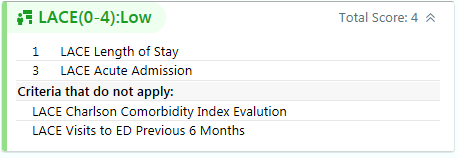 LACE(0-4):Low Total Score: 4
1 LACE Length of Stay
3 LACE Acute Admission
Criteria that do not apply:
LACE Charlson Comorbidity Index Evalution
LACE Visits to ED Previous 6 Months